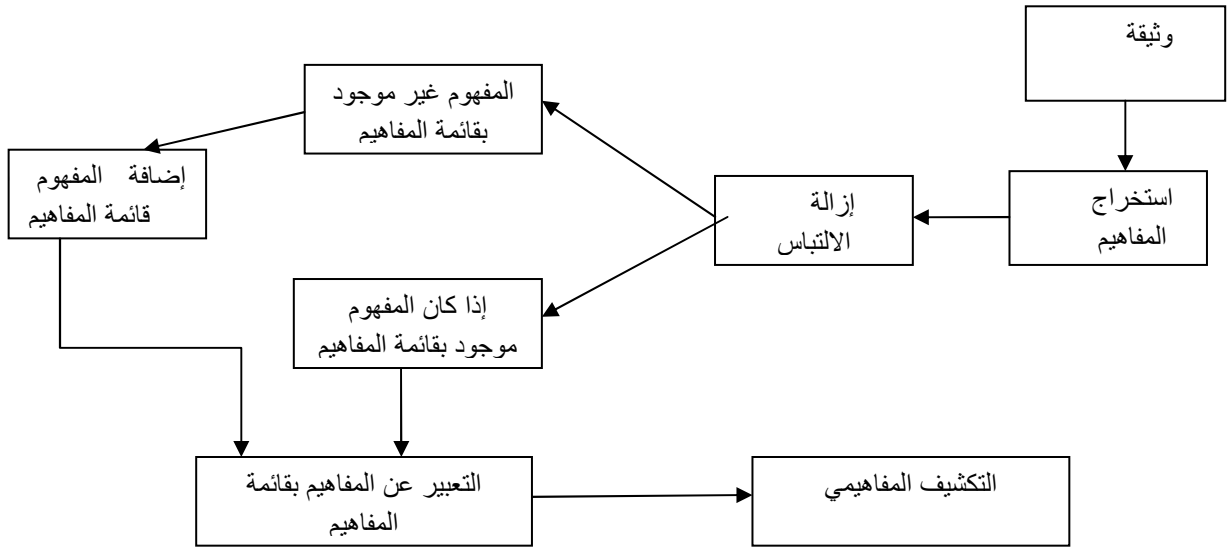 وثيقة
استخراج
المفاهيم
إزالة
الالتباس
المفهوم غير موجود
بقائمة المفاهيم
إضافة المفهوم
قائمة المفاهيم
إذا كان المفهوم
موجود بقائمة المفاهيم
التعبير عن المفاهيم بقائمة
المفاهيم
التكشيف المفاهيمي